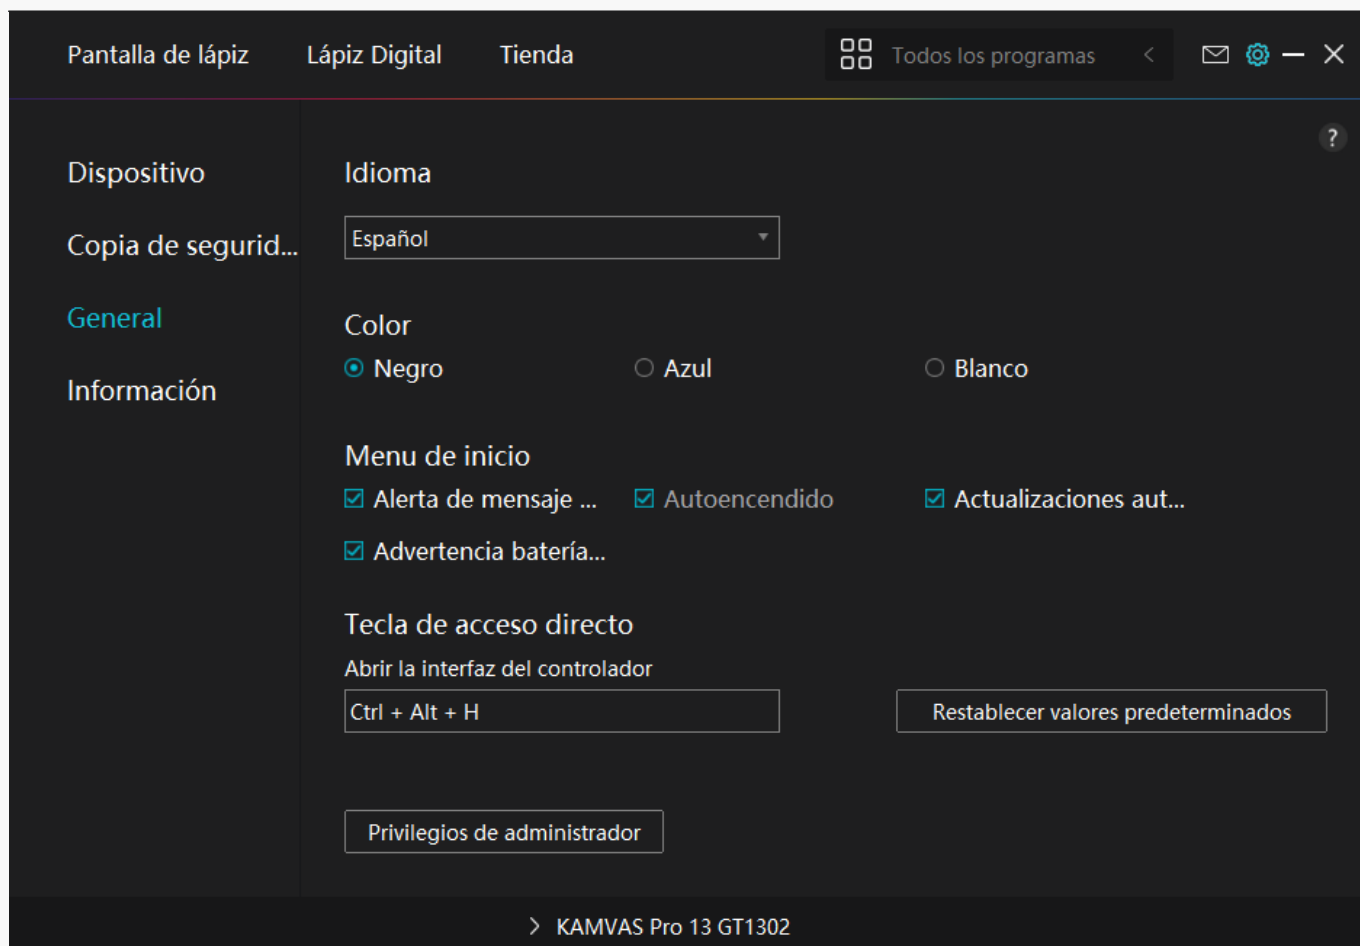 Pantalla de lápiz Lápiz Digital Tienda Todos los programas
?
Dispositivo
Copia de segurid...
General
Información
Idioma
Español
Color
Negro Azul Blanco
Menu de inicio
Alerta de mensaje ... Autoencendido Actualizaciones aut...
Advertencia batería...
Tecla de acceso directo
Abrir la interfaz del controlador
Ctrl + Alt + H Restablecer valores predeterminados
Privilegios de administrador
KAMVAS Pro 13 GT1302